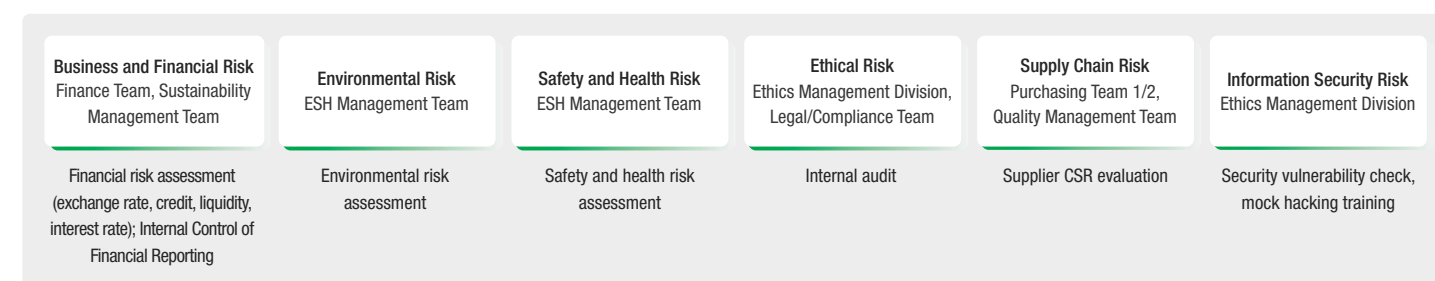 Business and Financial Risk
Finance Team, Sustainability
Management Team
Financial risk assessment
(exchange rate, credit, liquidity,
interest rate); Internal Control of
Financial Reporting
Environmental Risk
ESH Management Team
Environmental risk
assessment
Safety and Health Risk
ESH Management Team
Safety and health risk
assessment
Ethical Risk
Ethics Management Division,
Legal/Compliance Team
Internal audit
Supply Chain Risk
Purchasing Team 1/2,
Quality Management Team
Supplier CSR evaluation
Information Security Risk
Ethics Management Division
Security vulnerability check,
mock hacking training